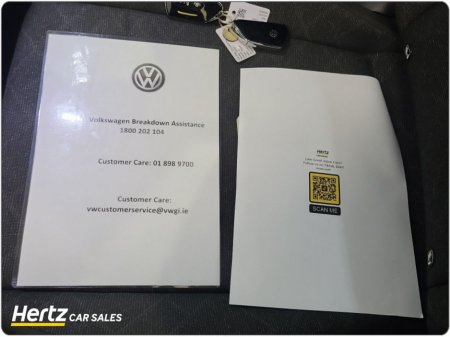 Volkswagen Breakdown Assistance
1800 202 104
Customer Care: 01 898 9700
Customer Care:
vwcustomerservice@vwgi.ie
Hertz
SCAN ME
Hertz CAR SALES